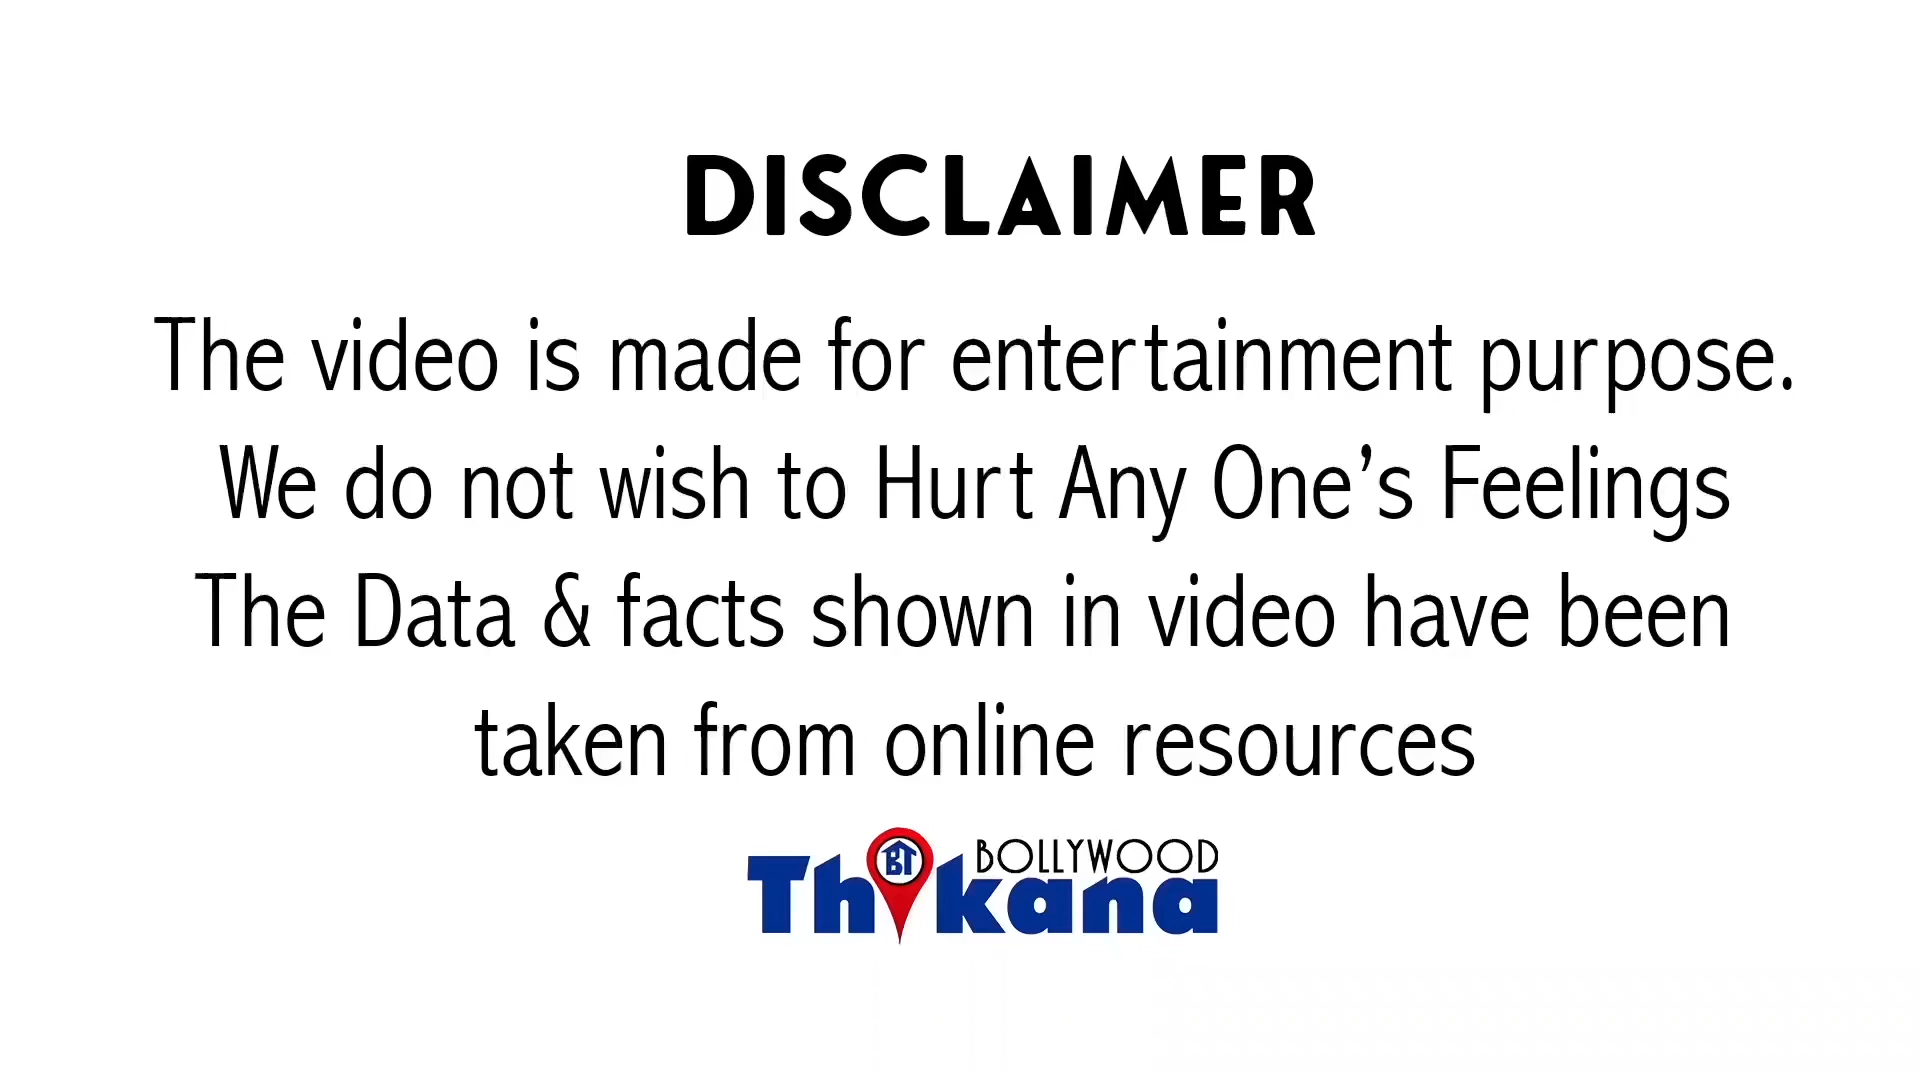 DISCLAIMER
The video is made for entertainment purpose.
We do not wish to Hurt Any One’s Feelings
The Data & facts shown in video have been
taken from online resources
BT
BOLLYWOOD
Thikana